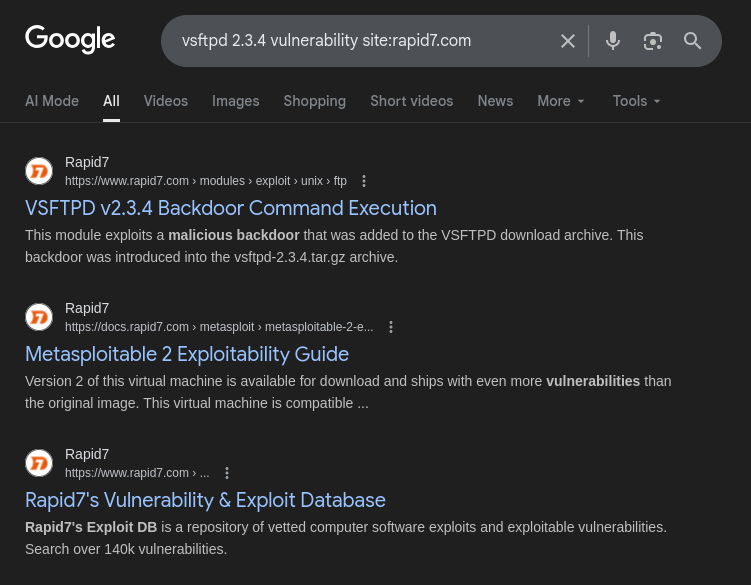 Google
vsftpd 2.3.4 vulnerability site:rapid7.com
AI Mode All Videos Images Shopping Short videos News More Tools
Rapid7
https://www.rapid7.com › modules › exploit › unix › ftp
VSFTPD v2.3.4 Backdoor Command Execution
This module exploits a malicious backdoor that was added to the VSFTPD download archive. This
backdoor was introduced into the vsftpd-2.3.4.tar.gz archive.
Rapid7
https://docs.rapid7.com › metasploit › metasploitable-2-e...
Metasploitable 2 Exploitability Guide
Version 2 of this virtual machine is available for download and ships with even more vulnerabilities than
the original image. This virtual machine is compatible ...
Rapid7
https://www.rapid7.com › ...
Rapid7's Vulnerability & Exploit Database
Rapid7's Exploit DB is a repository of vetted computer software exploits and exploitable vulnerabilities.
Search over 140k vulnerabilities.